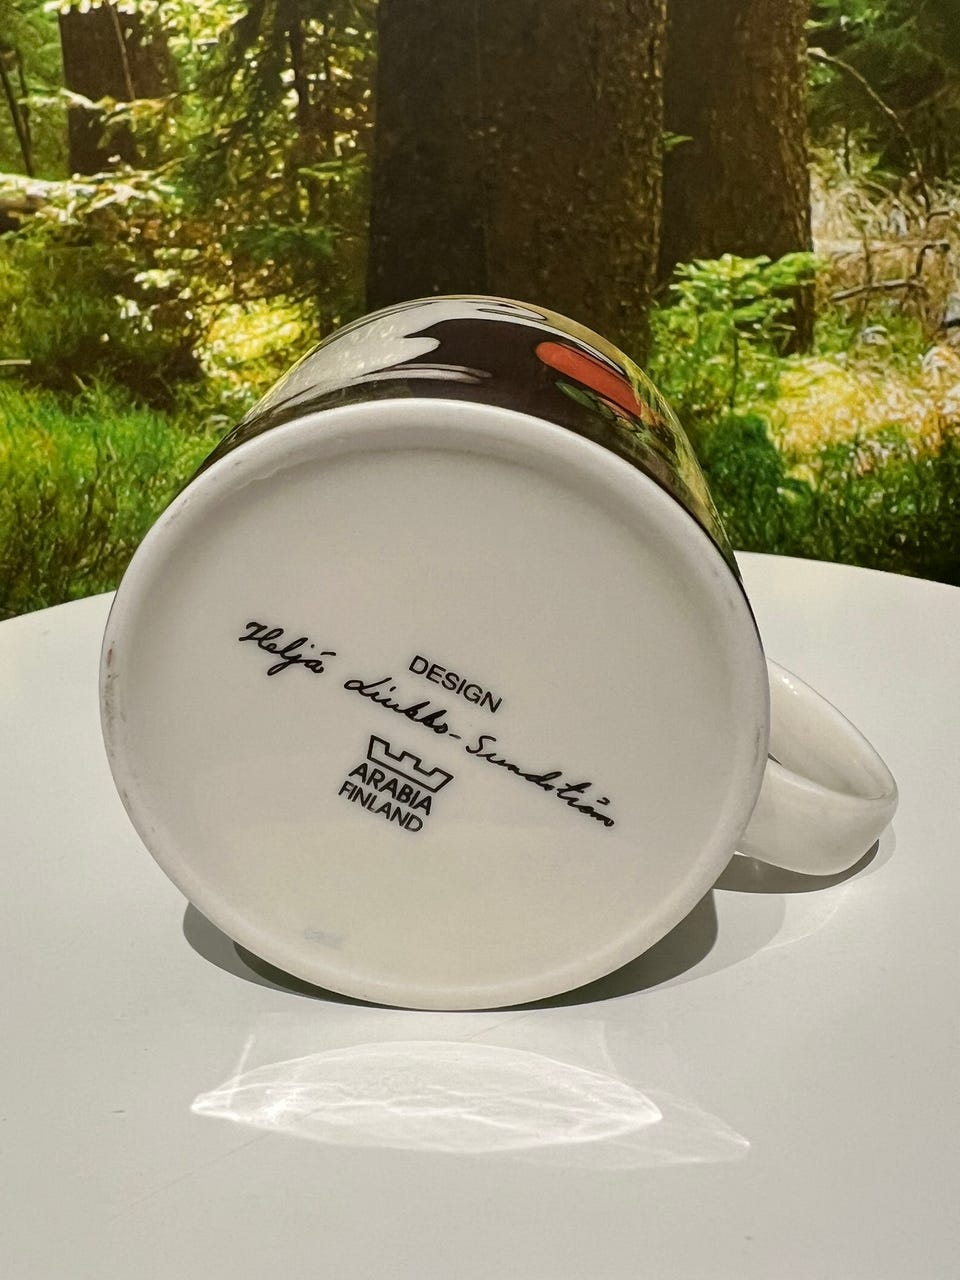 DESIGN
Heljä Liukko-Sundström
ARABIA
FINLAND